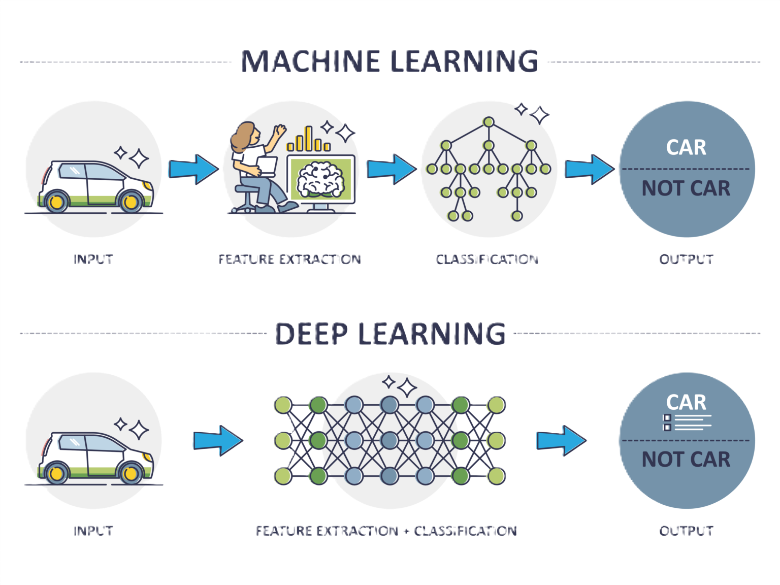 MACHINE LEARNING
CAR
NOT CAR
INPUT
FEATURE EXTRACTION
CLASSIFICATION
OUTPUT
DEEP LEARNING
CAR
NOT CAR
INPUT
FEATURE EXTRACTION + CLASSIFICATION
OUTPUT